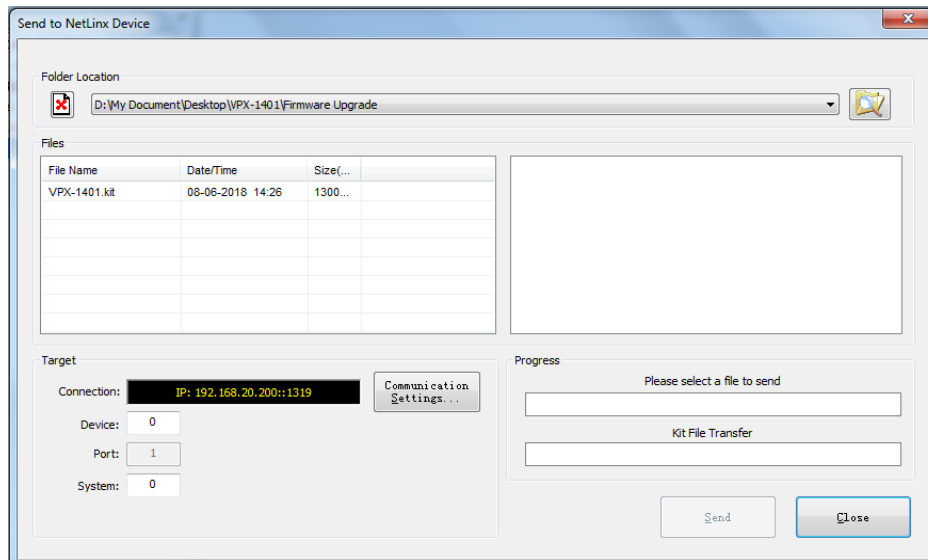 Send to NetLinx Device
Folder Location
D:\My Document\Desktop\VPX-1401\Firmware Upgrade
Files
File Name Date/Time Size(...
VPX-1401.kit 08-06-2018 14:26 1300...
Target
Connection: IP: 192.168.20.200::1319
Communication
Settings...
Device: 0
Port: 1
System: 0
Progress
Please select a file to send
Kit File Transfer
Send
Close